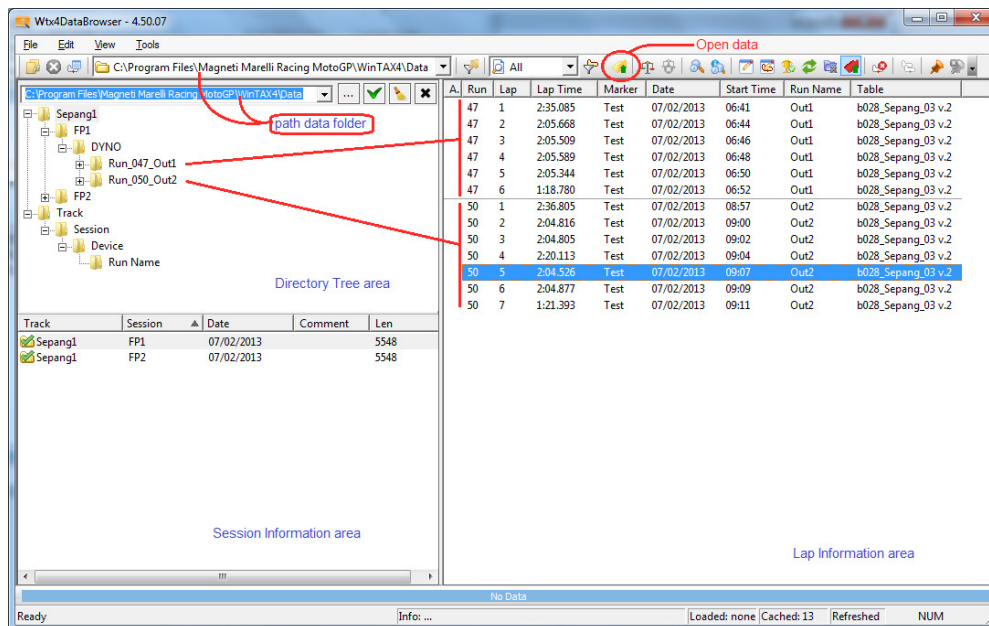 Wtx4DataBrowser - 4.50.07
File Edit View Tools
Open data
C:\Program Files\Magneti Marelli Racing MotoGP\WinTAX4\Data
All
C:\Program Files\Magneti Marelli Racing MotoGP\WinTAX4\Data
...
path data folder
Sepang1
FP1
DYNO
Run_047_Out1
Run_050_Out2
FP2
Track
Session
Device
Run Name
Directory Tree area
A. Run Lap Lap Time Marker Date Start Time Run Name Table
47 1 2:35.085 Test 07/02/2013 06:41 Out1 b028_Sepang_03 v.2
47 2 2:05.668 Test 07/02/2013 06:44 Out1 b028_Sepang_03 v.2
47 3 2:05.509 Test 07/02/2013 06:46 Out1 b028_Sepang_03 v.2
47 4 2:05.589 Test 07/02/2013 06:48 Out1 b028_Sepang_03 v.2
47 5 2:05.344 Test 07/02/2013 06:50 Out1 b028_Sepang_03 v.2
47 6 1:18.780 Test 07/02/2013 06:52 Out1 b028_Sepang_03 v.2
50 1 2:36.805 Test 07/02/2013 08:57 Out2 b028_Sepang_03 v.2
50 2 2:04.816 Test 07/02/2013 09:00 Out2 b028_Sepang_03 v.2
50 3 2:04.805 Test 07/02/2013 09:02 Out2 b028_Sepang_03 v.2
50 4 2:20.113 Test 07/02/2013 09:04 Out2 b028_Sepang_03 v.2
50 5 2:04.526 Test 07/02/2013 09:07 Out2 b028_Sepang_03 v.2
50 6 2:04.877 Test 07/02/2013 09:09 Out2 b028_Sepang_03 v.2
50 7 1:21.393 Test 07/02/2013 09:11 Out2 b028_Sepang_03 v.2
Track Session Date Comment Len
Sepang1 FP1 07/02/2013 5548
Sepang1 FP2 07/02/2013 5548
Session Information area
Lap Information area
No Data
Ready Info: ... Loaded: none Cached: 13 Refreshed NUM